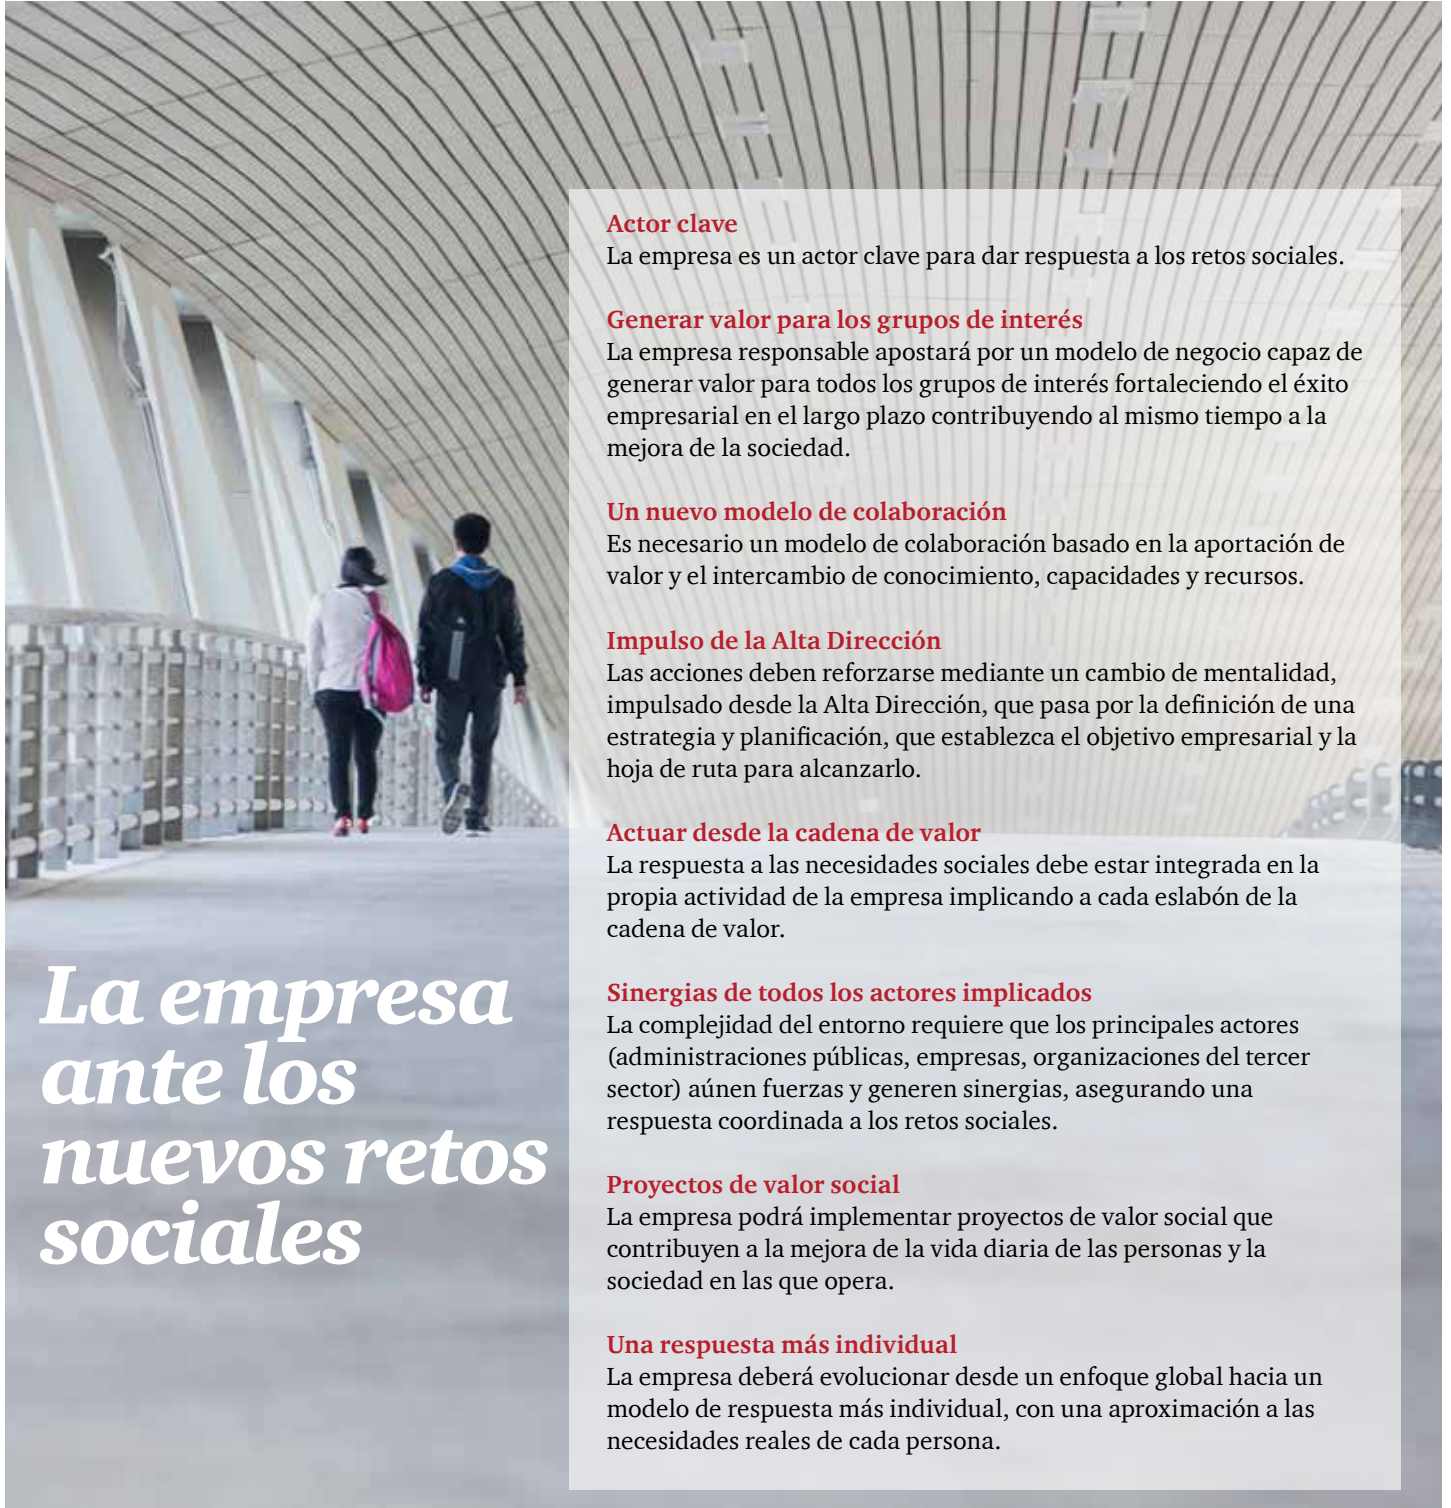 Actor clave
La empresa es un actor clave para dar respuesta a los retos sociales.
Generar valor para los grupos de interés
La empresa responsable apostará por un modelo de negocio capaz de
generar valor para todos los grupos de interés fortaleciendo el éxito
empresarial en el largo plazo contribuyendo al mismo tiempo a la
mejora de la sociedad.
Un nuevo modelo de colaboración
Es necesario un modelo de colaboración basado en la aportación de
valor y el intercambio de conocimiento, capacidades y recursos.
Impulso de la Alta Dirección
Las acciones deben reforzarse mediante un cambio de mentalidad,
impulsado desde la Alta Dirección, que pasa por la definición de una
estrategia y planificación, que establezca el objetivo empresarial y la
hoja de ruta para alcanzarlo.
Actuar desde la cadena de valor
La respuesta a las necesidades sociales debe estar integrada en la
propia actividad de la empresa implicando a cada eslabón de la
cadena de valor.
Sinergias de todos los actores implicados
La complejidad del entorno requiere que los principales actores
(administraciones públicas, empresas, organizaciones del tercer
sector) aúnen fuerzas y generen sinergias, asegurando una
respuesta coordinada a los retos sociales.
Proyectos de valor social
La empresa podrá implementar proyectos de valor social que
contribuyen a la mejora de la vida diaria de las personas y la
sociedad en las que opera.
Una respuesta más individual
La empresa deberá evolucionar desde un enfoque global hacia un
modelo de respuesta más individual, con una aproximación a las
necesidades reales de cada persona.
La empresa
ante los
nuevos retos
sociales